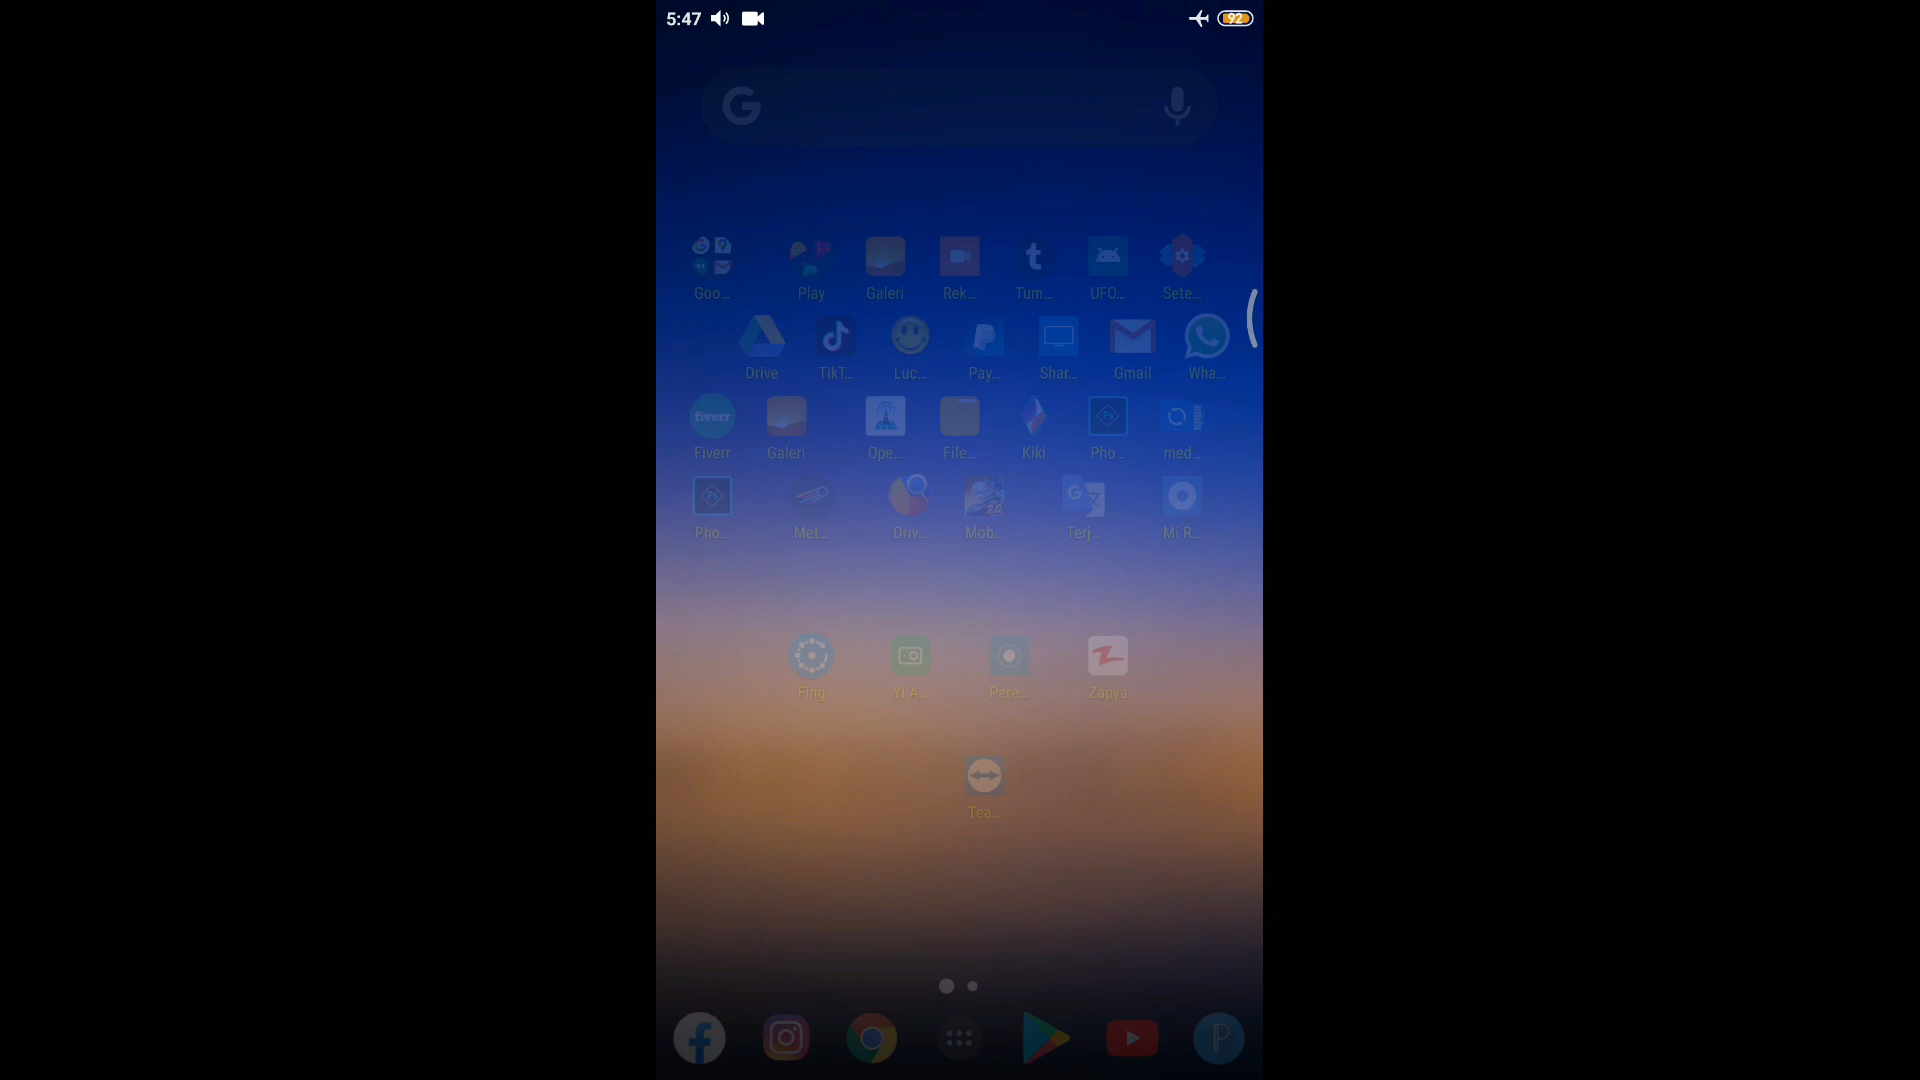 5:47 92
G
Goo... Play Galeri Rek... Tum... UFO... Sete...
Drive TikT... Luc... Pay... Shar... Gmail Wha...
fiverr
Fiverr Galeri Ope... File... Kiki Pho... med...
Pho... Met... Driv... Mob... Terj... Mi R...
Fing YI A... Pere... Zapya
Tea...